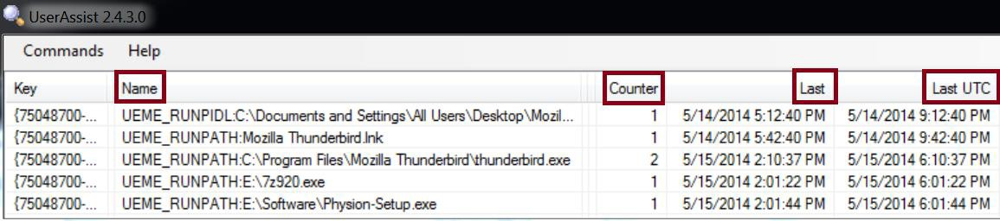 UserAssist 2.4.3.0
Commands Help
Key Name Counter Last Last UTC
{75048700-... UEME_RUNPIDL:C:\Documents and Settings\All Users\Desktop\Mozil... 1 5/14/2014 5:12:40 PM 5/14/2014 9:12:40 PM
{75048700-... UEME_RUNPATH:Mozilla Thunderbird.lnk 1 5/14/2014 5:42:40 PM 5/14/2014 9:42:40 PM
{75048700-... UEME_RUNPATH:C:\Program Files\Mozilla Thunderbird\thunderbird.exe 2 5/15/2014 2:10:37 PM 5/15/2014 6:10:37 PM
{75048700-... UEME_RUNPATH:E:\7z920.exe 1 5/15/2014 2:01:22 PM 5/15/2014 6:01:22 PM
{75048700-... UEME_RUNPATH:E:\Software\Physion-Setup.exe 1 5/15/2014 2:01:44 PM 5/15/2014 6:01:44 PM